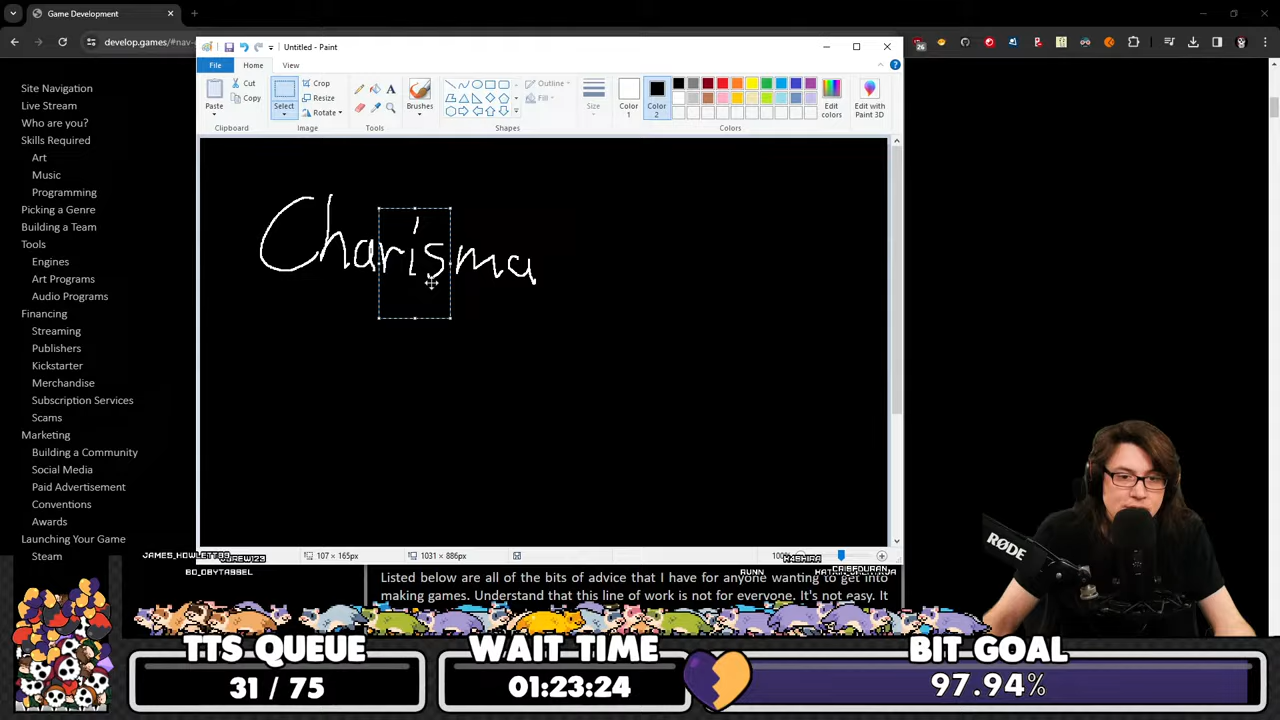 Game Development
develop.games/#nav-
Untitled - Paint
File Home View
Paste
Cut
Copy
Clipboard
Select
Crop
Resize
Rotate
Image
Tools
Brushes
Outline
Fill
Shapes
Size
Color 1
Color 2
Edit colors
Colors
Edit with Paint 3D
Charisma
Site Navigation
Live Stream
Who are you?
Skills Required
Art
Music
Programming
Picking a Genre
Building a Team
Tools
Engines
Art Programs
Audio Programs
Financing
Streaming
Publishers
Kickstarter
Merchandise
Subscription Services
Scams
Marketing
Building a Community
Social Media
Paid Advertisement
Conventions
Awards
Launching Your Game
Steam
107 × 165px
1031 × 886px
RØDE
Listed below are all of the bits of advice that I have for anyone wanting to get into
making games. Understand that this line of work is not for everyone. It's not easy. It
TTS QUEUE
31 / 75
WAIT TIME
01:23:24
BIT GOAL
97.94%